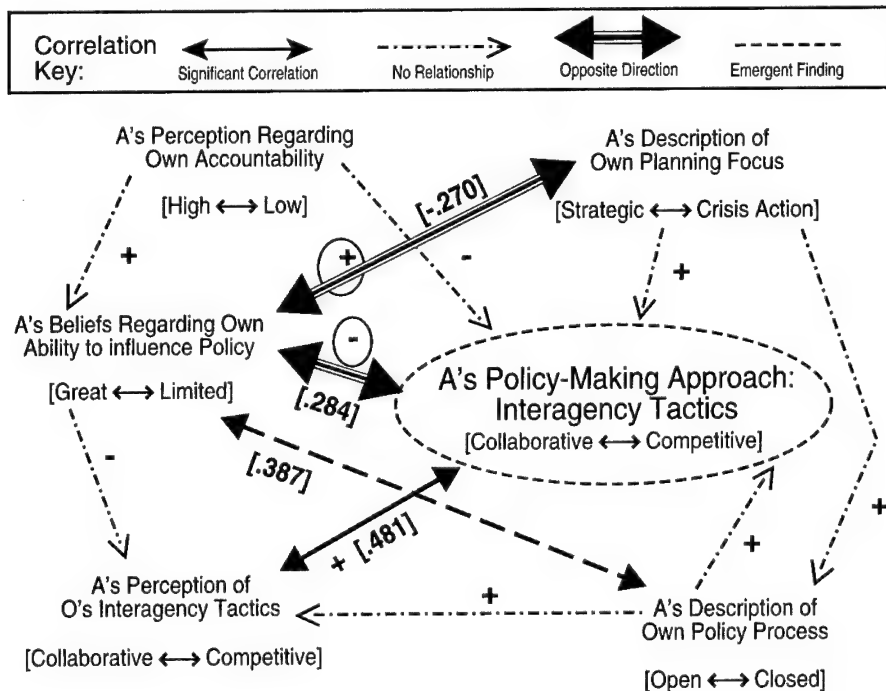 Correlation
Key:
Significant Correlation
No Relationship
Opposite Direction
Emergent Finding
A's Perception Regarding
Own Accountability
[High ⟷ Low]
A's Description of
Own Planning Focus
[Strategic ⟷ Crisis Action]
[-.270]
+
+
-
+
A's Beliefs Regarding Own
Ability to influence Policy
[Great ⟷ Limited]
-
[.284]
A's Policy-Making Approach:
Interagency Tactics
[Collaborative ⟷ Competitive]
[.387]
-
+ [.481]
+
+
A's Perception of
O's Interagency Tactics
[Collaborative ⟷ Competitive]
+
A's Description of
Own Policy Process
[Open ⟷ Closed]